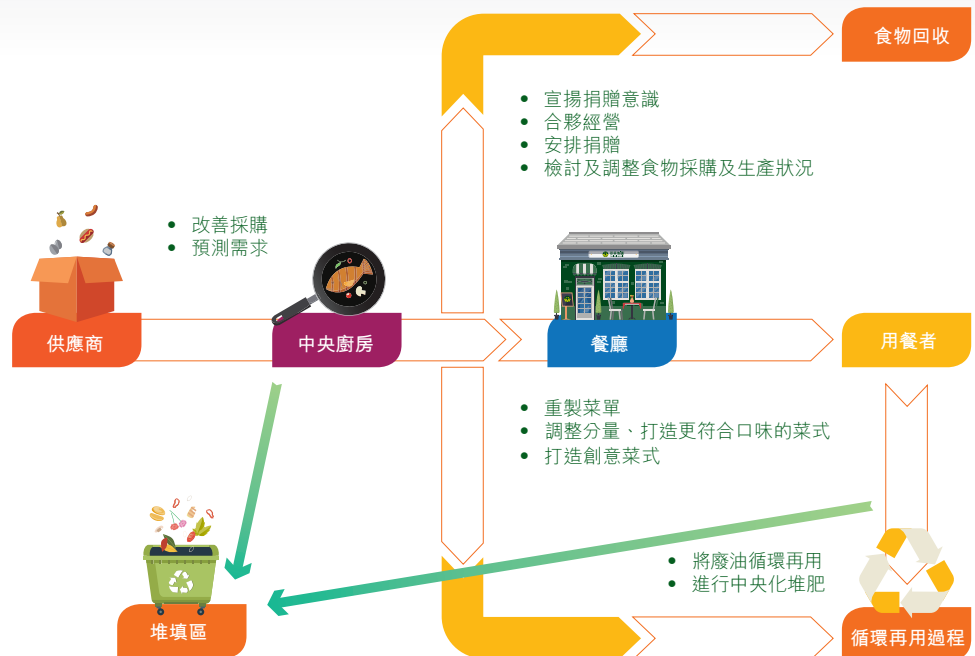 食物回收
• 宣揚捐贈意識
• 合夥經營
• 安排捐贈
• 檢討及調整食物採購及生產狀況
• 改善採購
• 預測需求
供應商
中央廚房
餐廳
用餐者
• 重製菜單
• 調整分量、打造更符合口味的菜式
• 打造創意菜式
• 將廢油循環再用
• 進行中央化堆肥
堆填區
循環再用過程